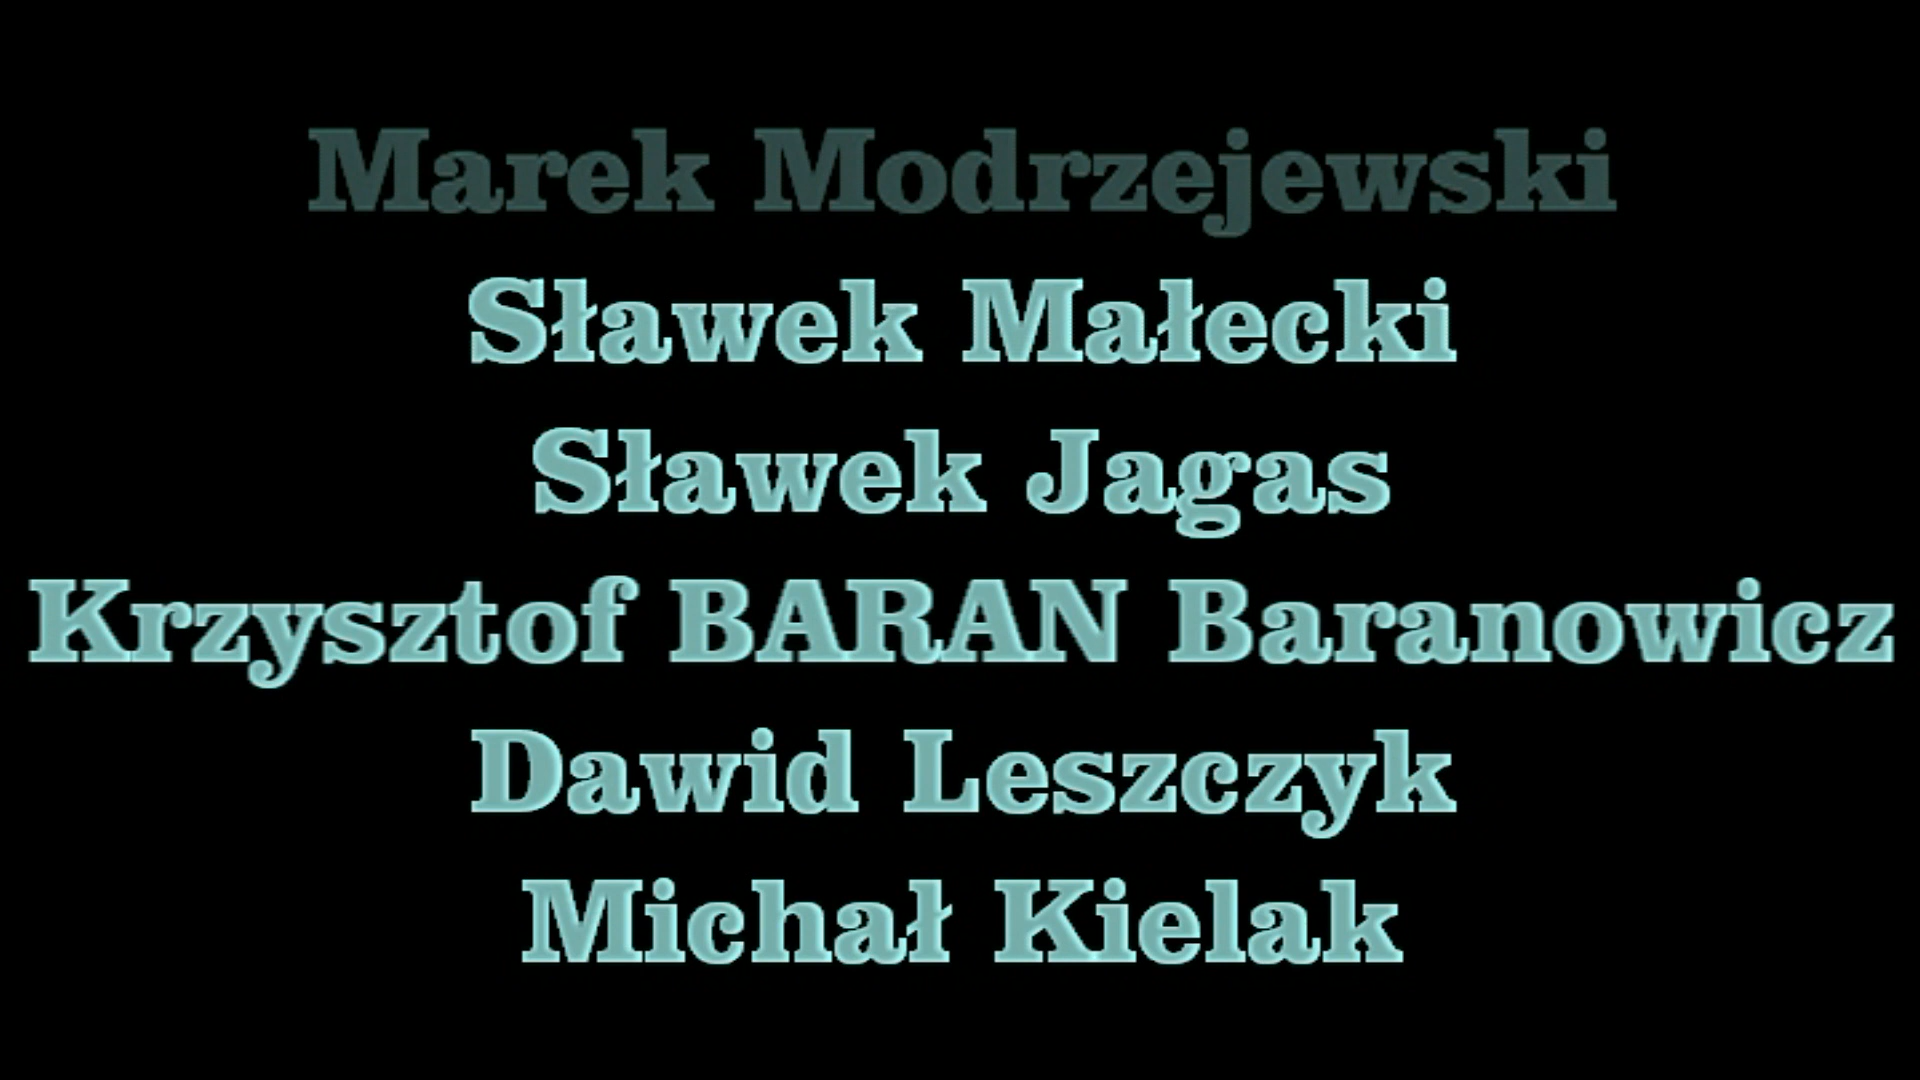 Marek Modrzejewski
Sławek Małecki
Sławek Jagas
Krzysztof BARAN Baranowicz
Dawid Leszczyk
Michał Kielak